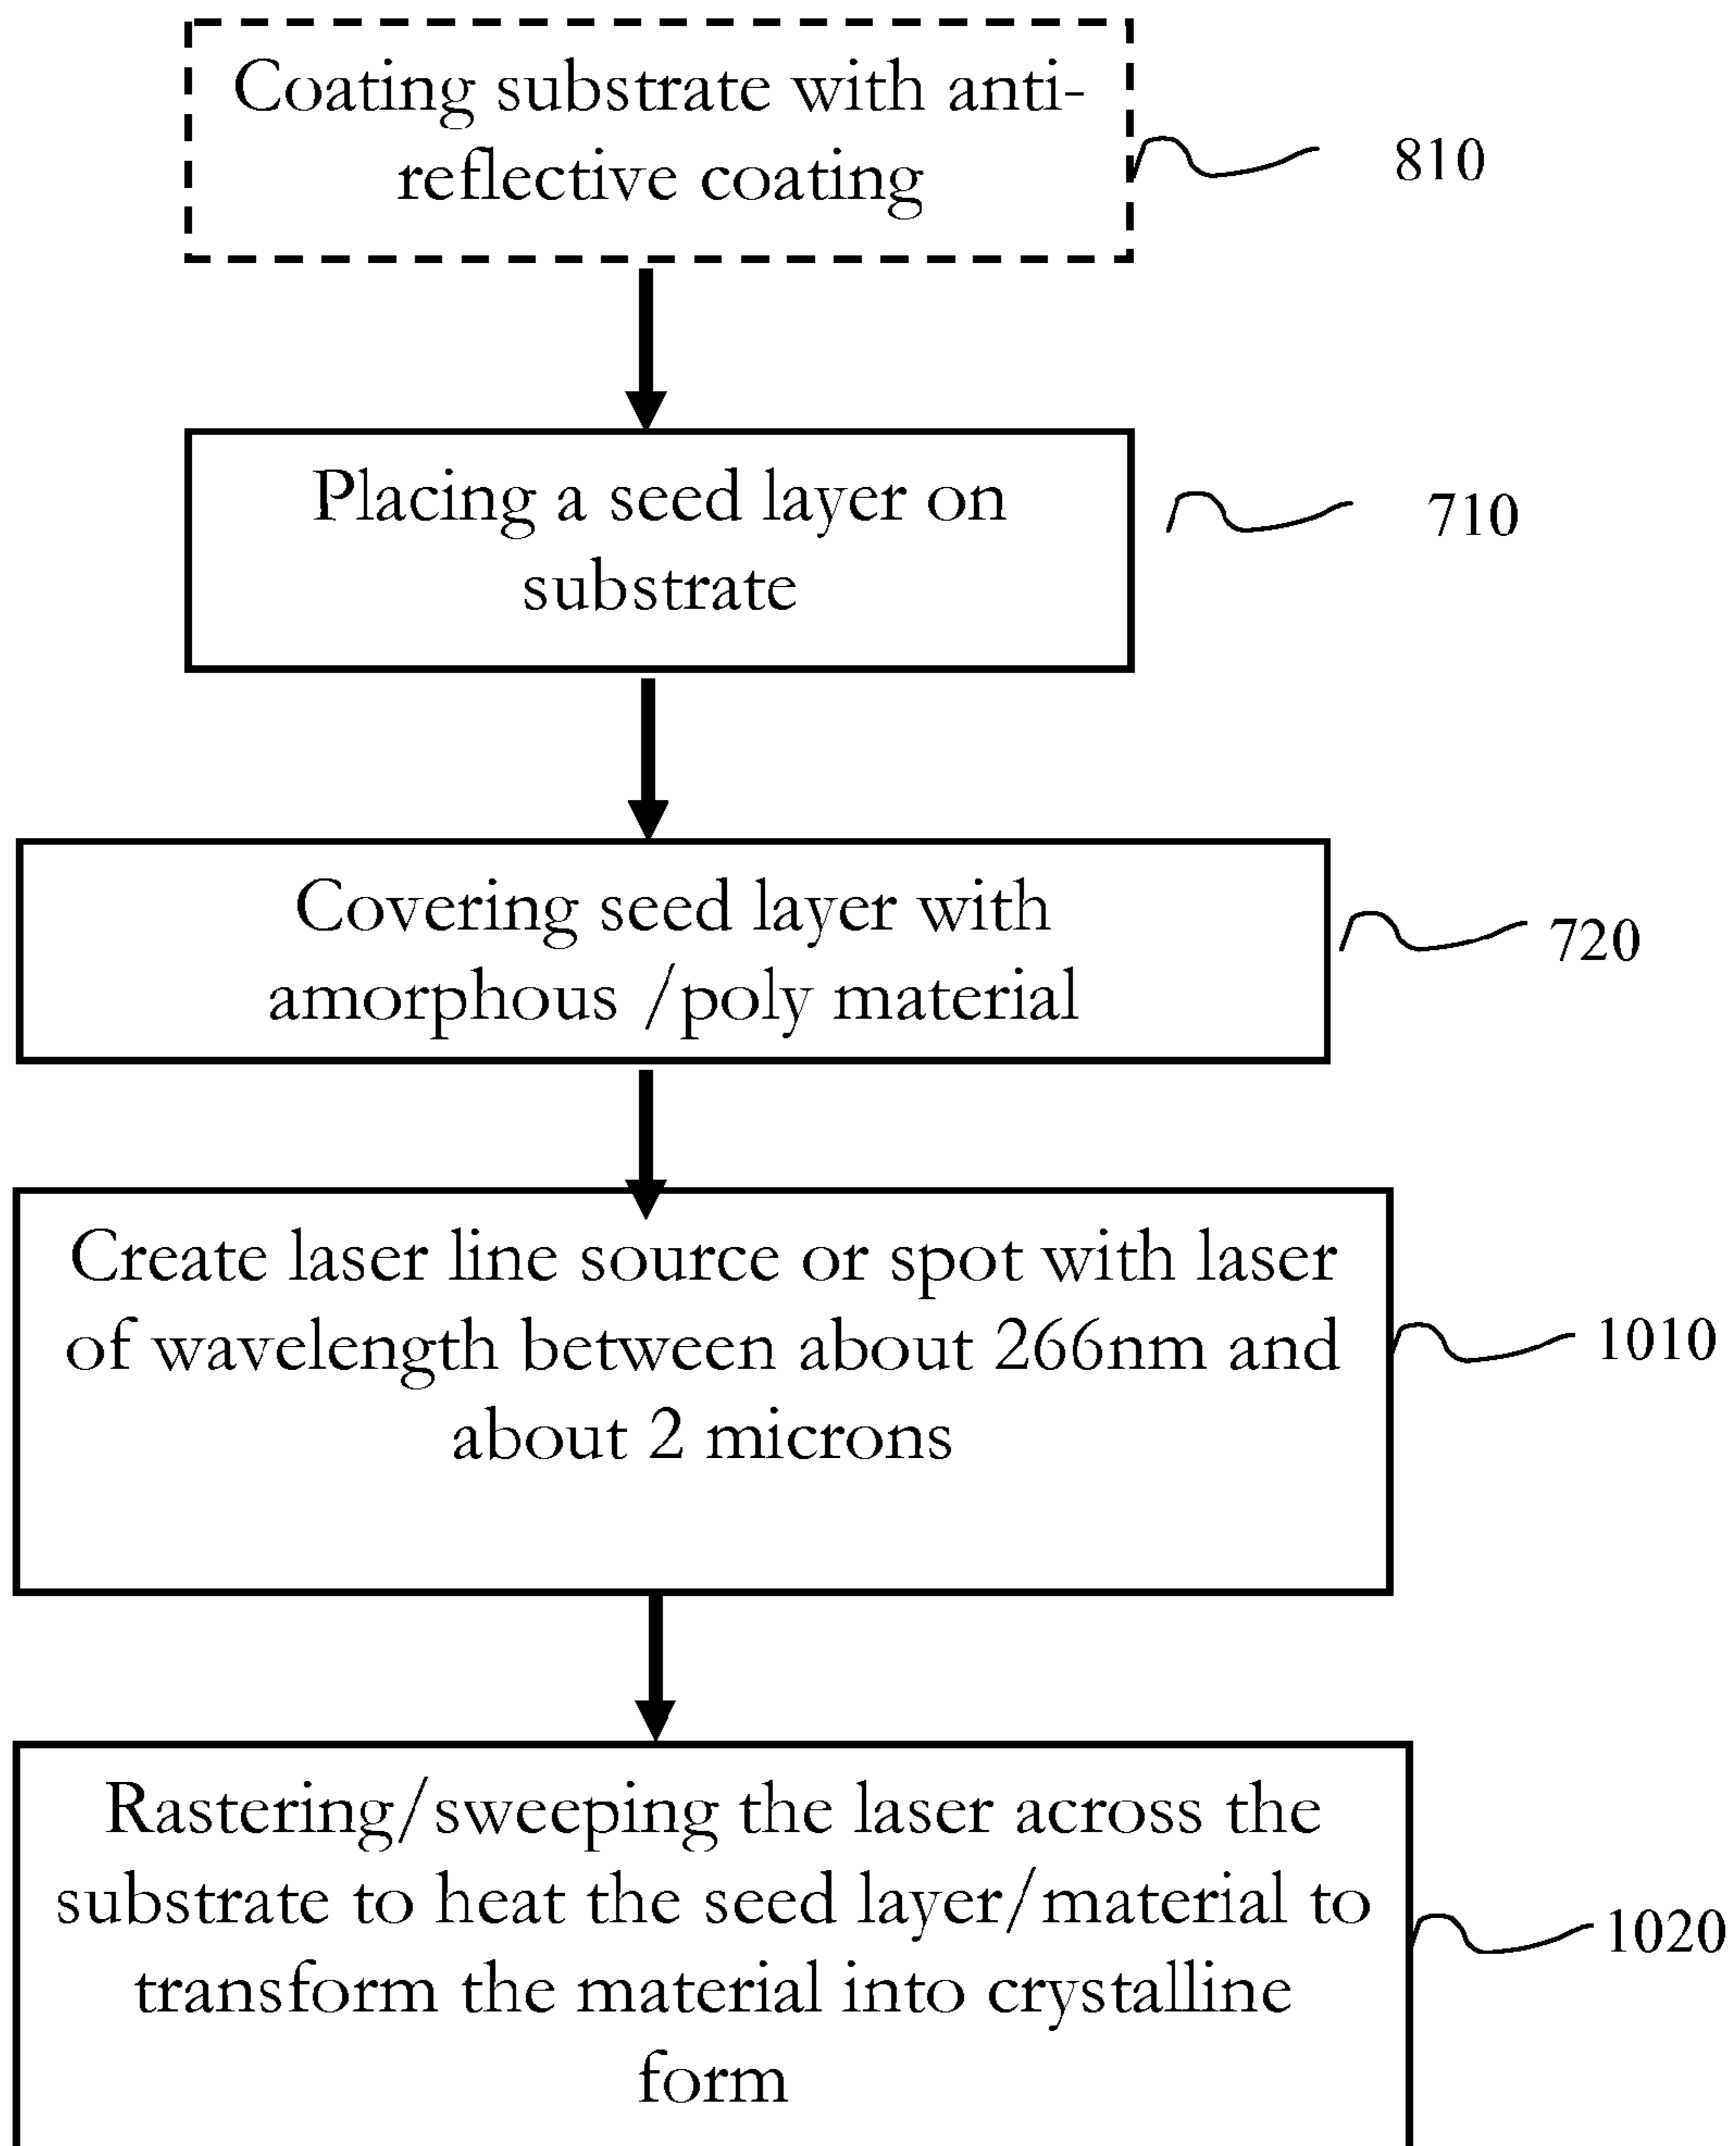 Coating substrate with anti-
reflective coating
810
Placing a seed layer on
substrate
710
Covering seed layer with
amorphous /poly material
720
Create laser line source or spot with laser
of wavelength between about 266nm and
about 2 microns
1010
Rastering/sweeping the laser across the
substrate to heat the seed layer/material to
transform the material into crystalline
form
1020